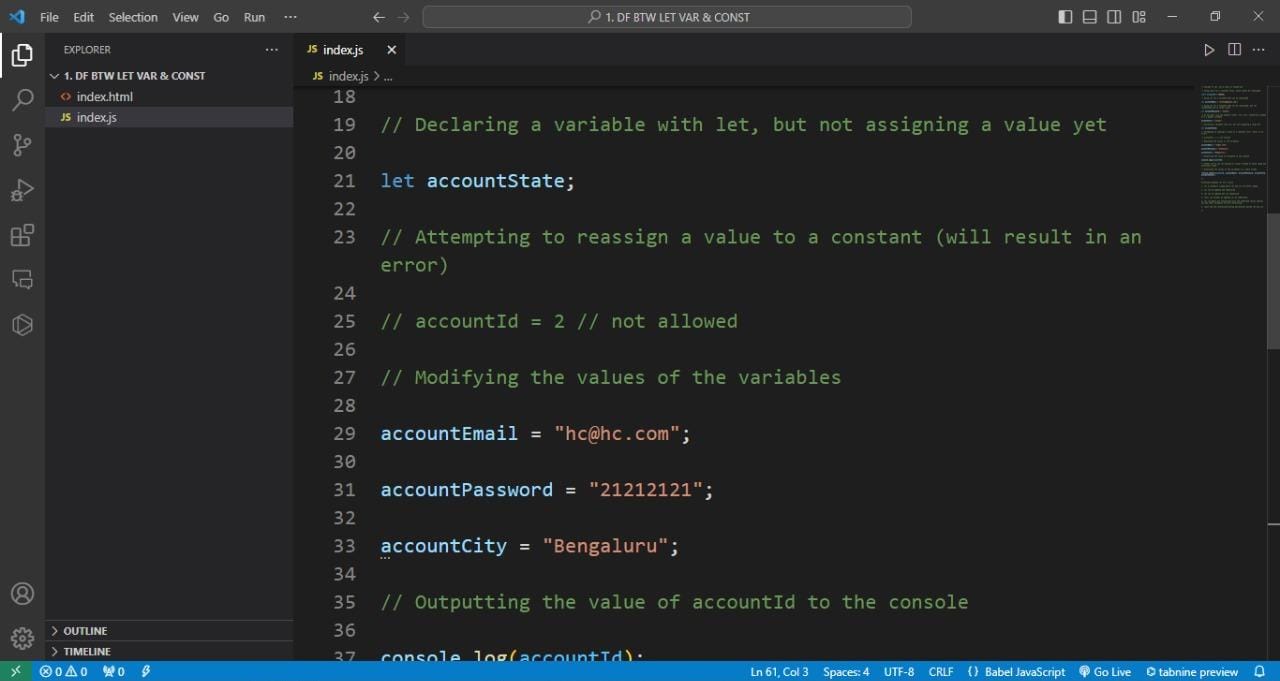 File Edit Selection View Go Run ···
1. DF BTW LET VAR & CONST
EXPLORER ···
1. DF BTW LET VAR & CONST
<> index.html
JS index.js
OUTLINE
TIMELINE
JS index.js
JS index.js > ...
18
19 // Declaring a variable with let, but not assigning a value yet
20
21 let accountState;
22
23 // Attempting to reassign a value to a constant (will result in an
error)
24
25 // accountId = 2 // not allowed
26
27 // Modifying the values of the variables
28
29 accountEmail = "hc@hc.com";
30
31 accountPassword = "21212121";
32
33 accountCity = "Bengaluru";
34
35 // Outputting the value of accountId to the console
36
37 console.log(accountId);
0 0 0 Ln 61, Col 3 Spaces: 4 UTF-8 CRLF {} Babel JavaScript Go Live tabnine preview